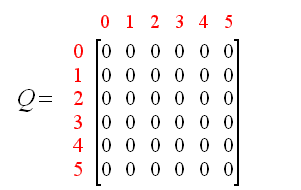 0 1 2 3 4 5
0 0 0 0 0 0 0
1 0 0 0 0 0 0
Q = 2 0 0 0 0 0 0
3 0 0 0 0 0 0
4 0 0 0 0 0 0
5 0 0 0 0 0 0